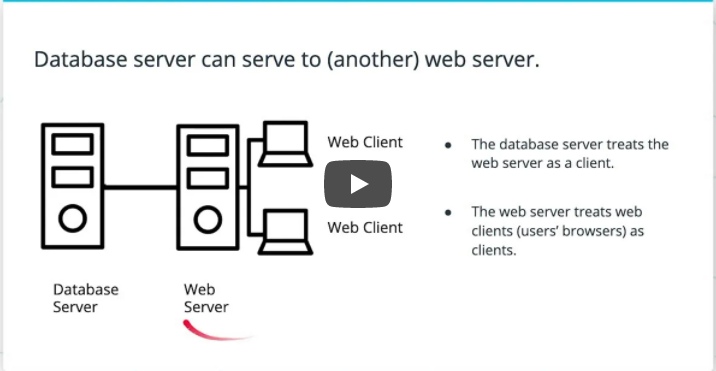 Database server can serve to (another) web server.
Web Client
Web Client
● The database server treats the
web server as a client.
● The web server treats web
clients (users' browsers) as
clients.
Database
Server
Web
Server